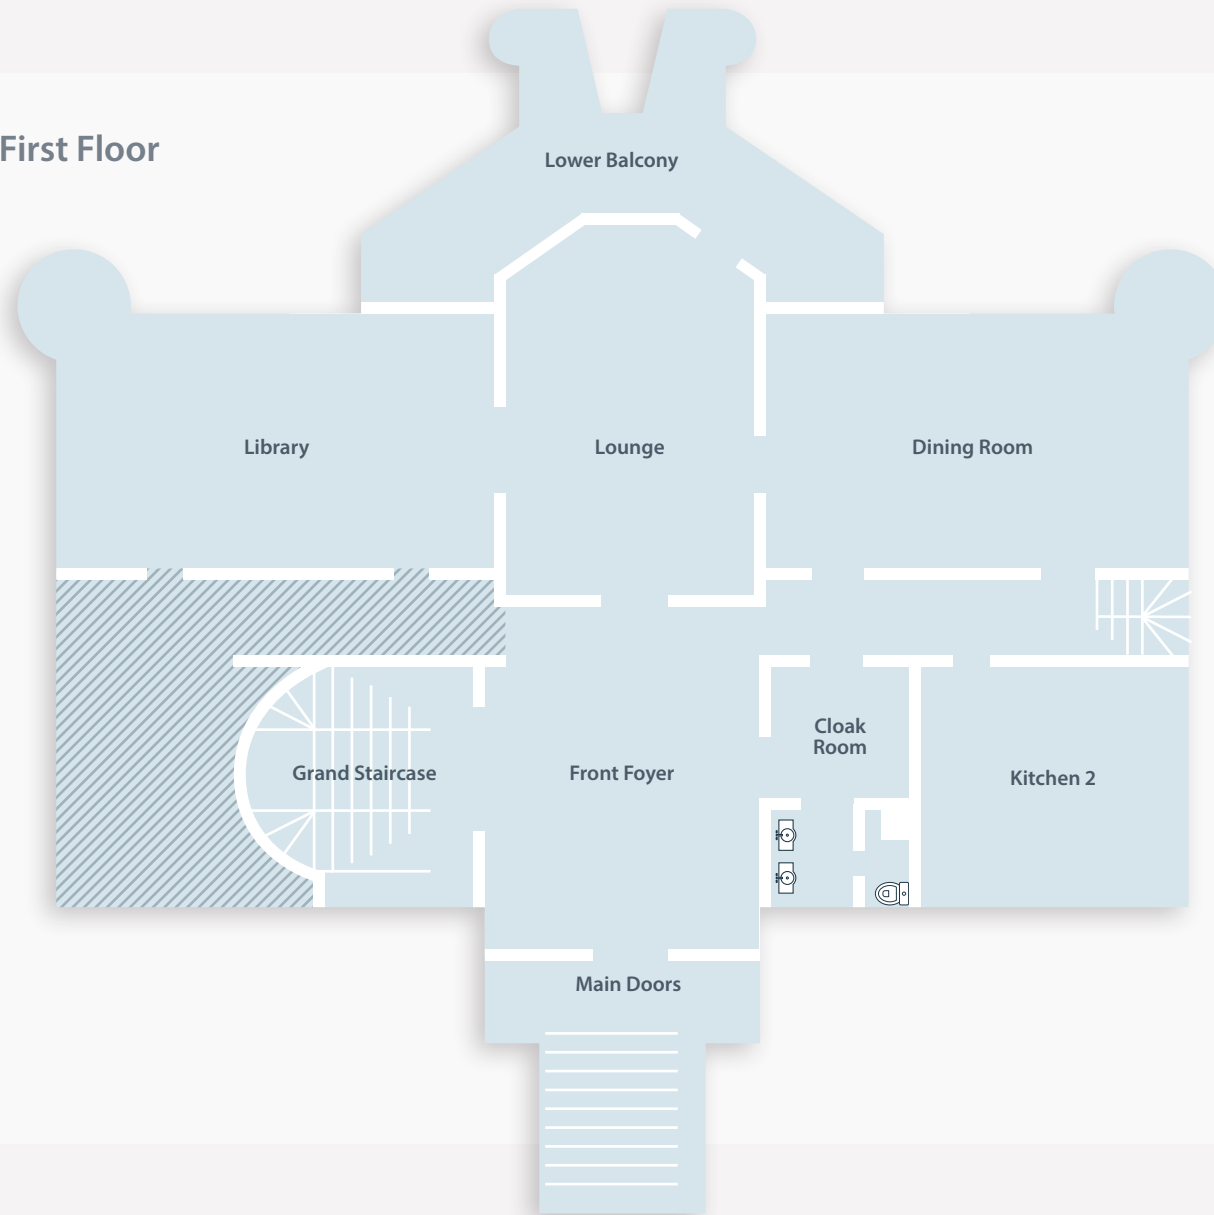 First Floor
Lower Balcony
Library
Lounge
Dining Room
Cloak
Room
Grand Staircase
Front Foyer
Kitchen 2
Main Doors